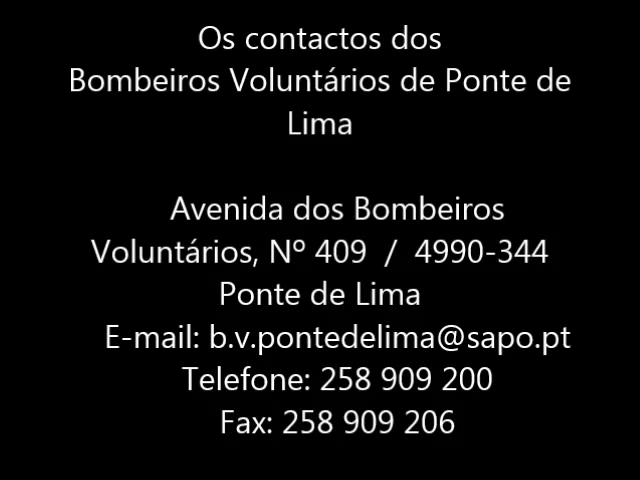 Os contactos dos
Bombeiros Voluntários de Ponte de
Lima
Avenida dos Bombeiros
Voluntários, Nº 409 / 4990-344
Ponte de Lima
E-mail: b.v.pontedelima@sapo.pt
Telefone: 258 909 200
Fax: 258 909 206